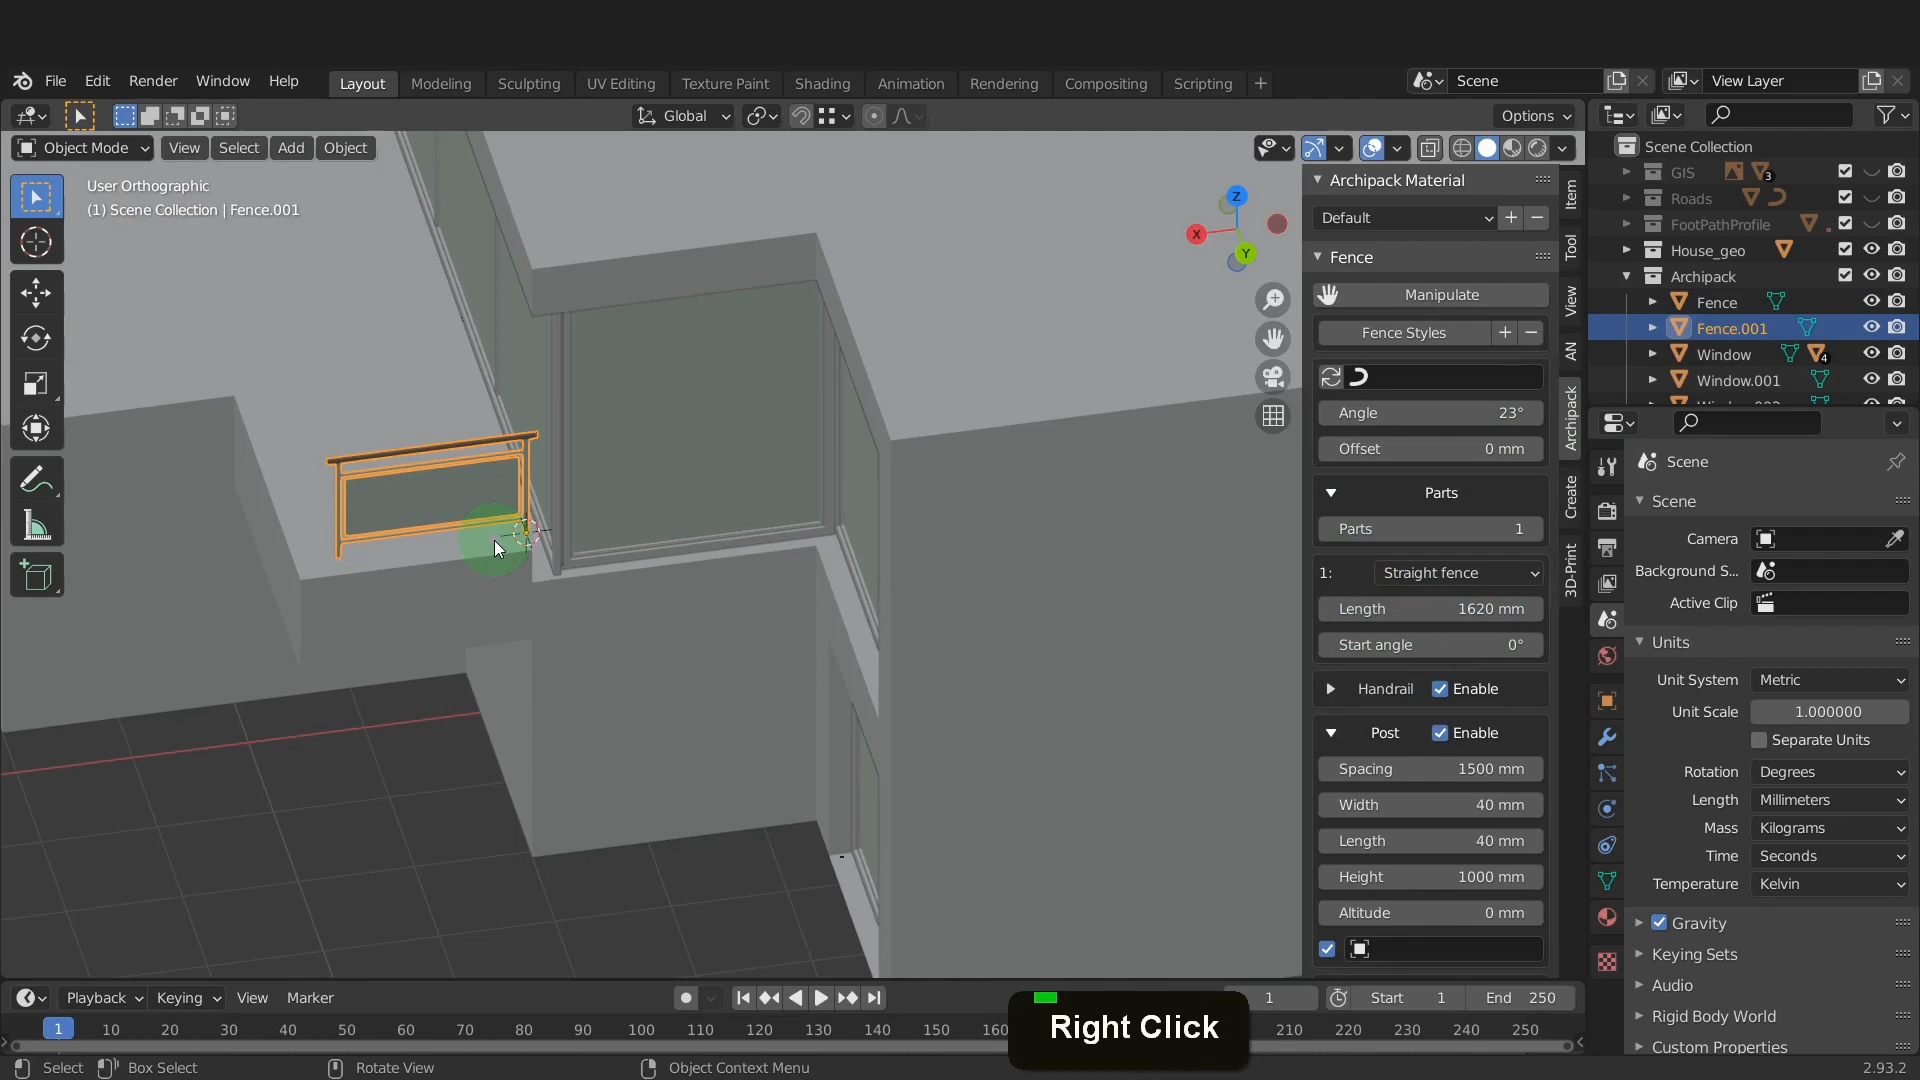 File Edit Render Window Help
Layout Modeling Sculpting UV Editing Texture Paint Shading Animation Rendering Compositing Scripting +
Scene
View Layer
Global
Options
Object Mode View Select Add Object
User Orthographic
(1) Scene Collection | Fence.001
Z
X
Y
Archipack Material
Default
Fence
Manipulate
Fence Styles
Angle 23°
Offset 0 mm
Parts
Parts 1
1: Straight fence
Length 1620 mm
Start angle 0°
Handrail Enable
Post Enable
Spacing 1500 mm
Width 40 mm
Length 40 mm
Height 1000 mm
Altitude 0 mm
Item
Tool
View
AN
Archipack
Create
3D-Print
Scene Collection
GIS 3
Roads
FootPathProfile
House_geo
Archipack
Fence
Fence.001
Window 4
Window.001
Scene
Scene
Camera
Background S...
Active Clip
Units
Unit System Metric
Unit Scale 1.000000
Separate Units
Rotation Degrees
Length Millimeters
Mass Kilograms
Time Seconds
Temperature Kelvin
Gravity
Keying Sets
Audio
Rigid Body World
Custom Properties
Playback Keying View Marker
1
Start 1 End 250
1 10 20 30 40 50 60 70 80 90 100 110 120 130 140 150 160 210 220 230 240 250
Right Click
Select Box Select Rotate View Object Context Menu
2.93.2